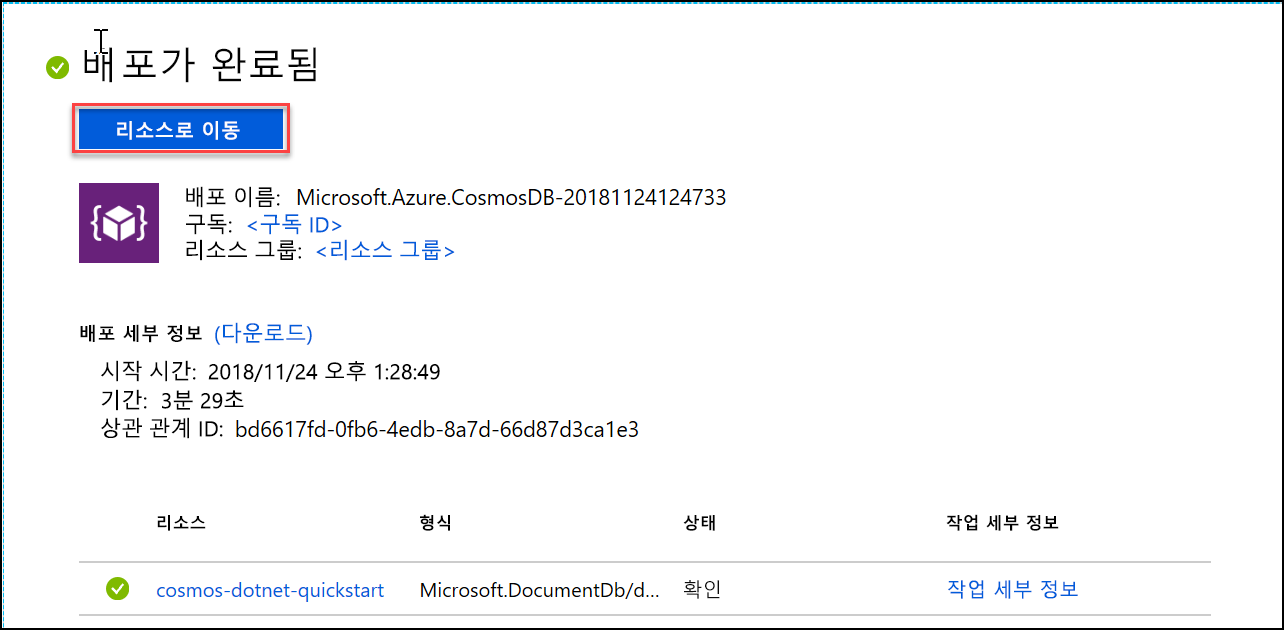 배포가 완료됨
리소스로 이동
배포 이름: Microsoft.Azure.CosmosDB-20181124124733
구독: <구독 ID>
리소스 그룹: <리소스 그룹>
배포 세부 정보 (다운로드)
시작 시간: 2018/11/24 오후 1:28:49
기간: 3분 29초
상관 관계 ID: bd6617fd-0fb6-4edb-8a7d-66d87d3ca1e3
리소스 형식 상태 작업 세부 정보
cosmos-dotnet-quickstart Microsoft.DocumentDb/d... 확인 작업 세부 정보